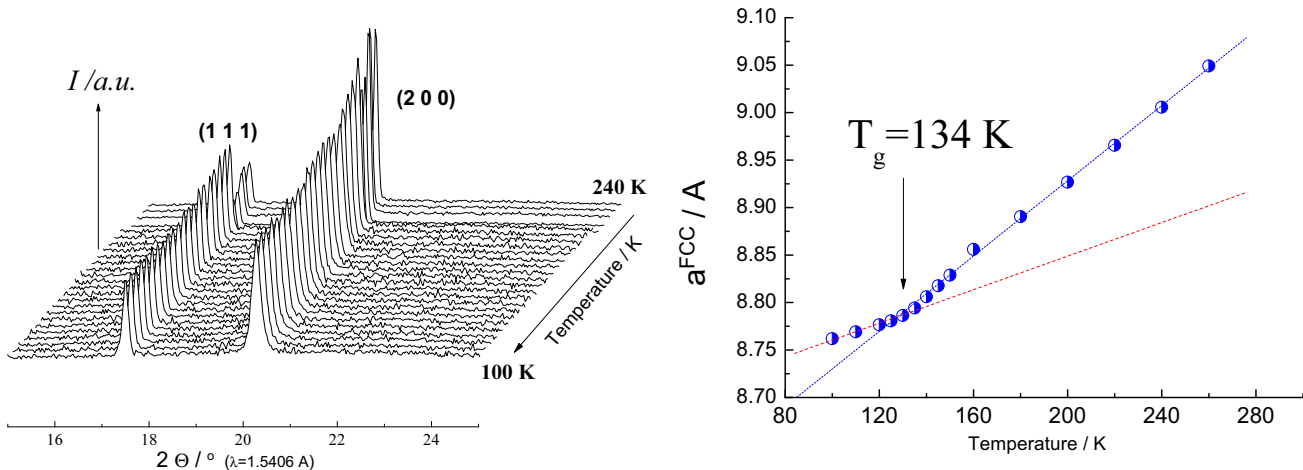 I /a.u.
(1 1 1)
(2 0 0)
240 K
Temperature / K
100 K
16 18 20 22 24
2 Θ / ° (λ=1.5406 A)
9.10
9.05
9.00
8.95
8.90
8.85
8.80
8.75
8.70
a^FCC / A
T_g=134 K
80 120 160 200 240 280
Temperature / K